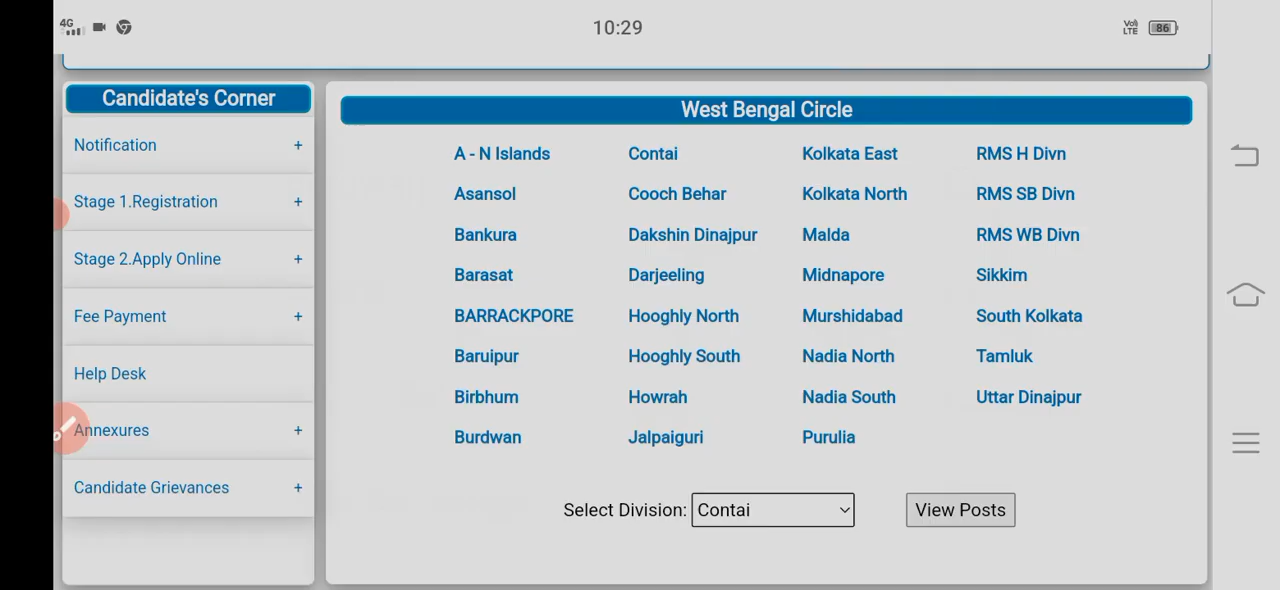 4G 10:29 VoI LTE 86
Candidate's Corner
Notification +
Stage 1.Registration +
Stage 2.Apply Online +
Fee Payment +
Help Desk
Annexures +
Candidate Grievances +
West Bengal Circle
A - N Islands Contai Kolkata East RMS H Divn
Asansol Cooch Behar Kolkata North RMS SB Divn
Bankura Dakshin Dinajpur Malda RMS WB Divn
Barasat Darjeeling Midnapore Sikkim
BARRACKPORE Hooghly North Murshidabad South Kolkata
Baruipur Hooghly South Nadia North Tamluk
Birbhum Howrah Nadia South Uttar Dinajpur
Burdwan Jalpaiguri Purulia
Select Division: Contai View Posts